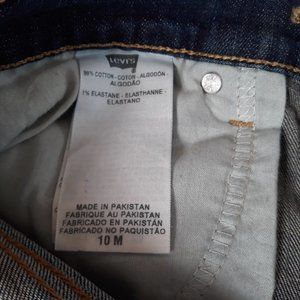 LEVI'S
99% COTTON - COTON - ALGODÓN
ALGODÃO
1% ELASTANE - ELASTHANNE -
ELASTANO
MADE IN PAKISTAN
FABRIQUE AU PAKISTAN
FABRICADO EN PAKISTAN
FABRICADO NO PAQUISTÃO
10 M